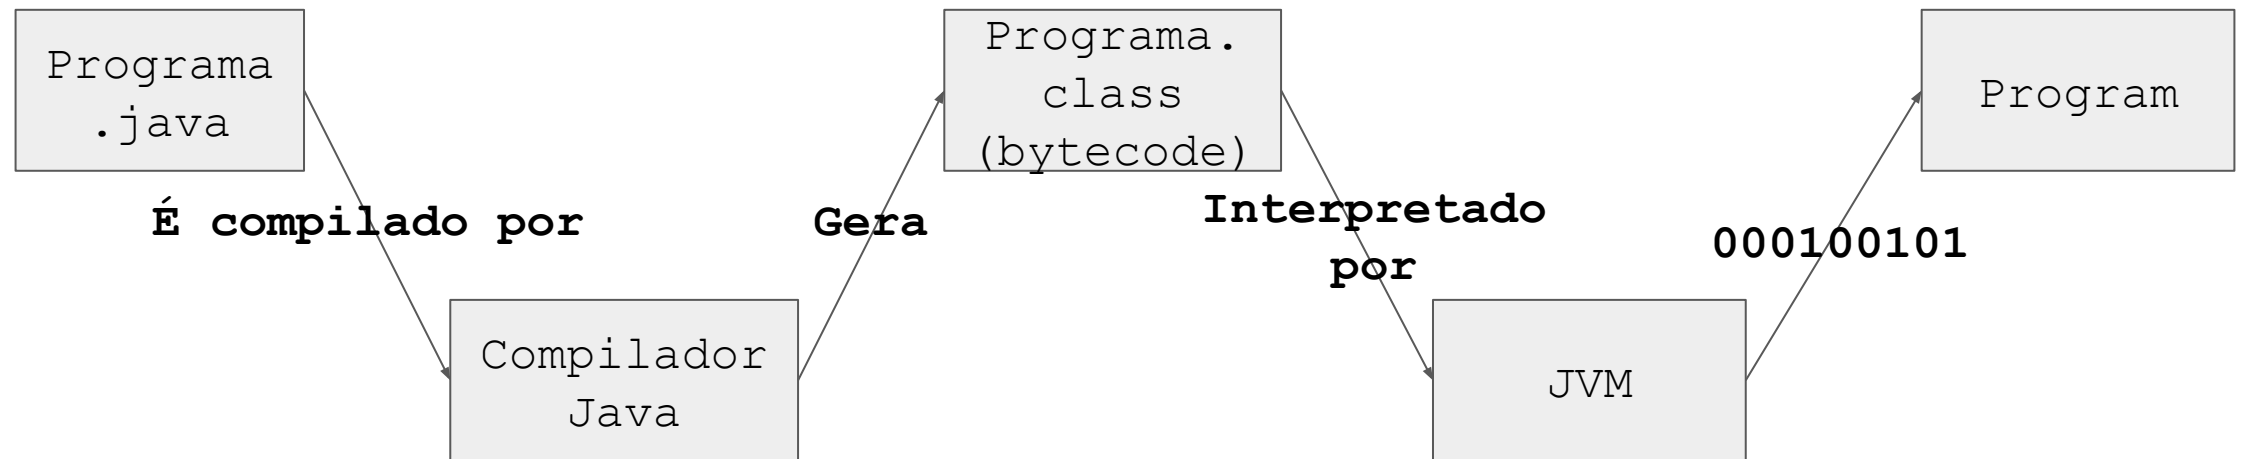 Programa
.java
É compilado por
Compilador
Java
Gera
Programa.
class
(bytecode)
Interpretado
por
JVM
000100101
Program